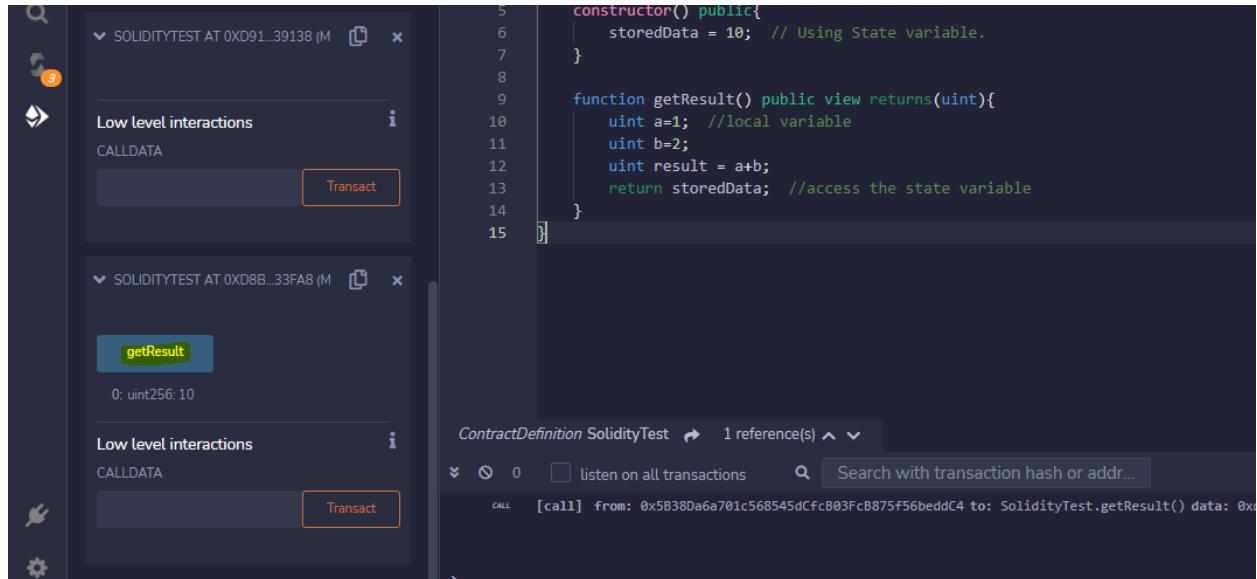 3
SOLIDITYTEST AT 0XD91...39138 (M
Low level interactions
CALLDATA
Transact
SOLIDITYTEST AT 0XD8B...33FA8 (M
getResult
0: uint256: 10
Low level interactions
CALLDATA
Transact
5 constructor() public{
6 storedData = 10;  // Using State variable.
7 }
8
9 function getResult() public view returns(uint){
10 uint a=1;  //local variable
11 uint b=2;
12 uint result = a+b;
13 return storedData;  //access the state variable
14 }
15 }
ContractDefinition SolidityTest 1 reference(s)
0 listen on all transactions Search with transaction hash or addr...
CALL [call] from: 0x5B38Da6a701c568545dCfcB03FcB875f56beddC4 to: SolidityTest.getResult() data: